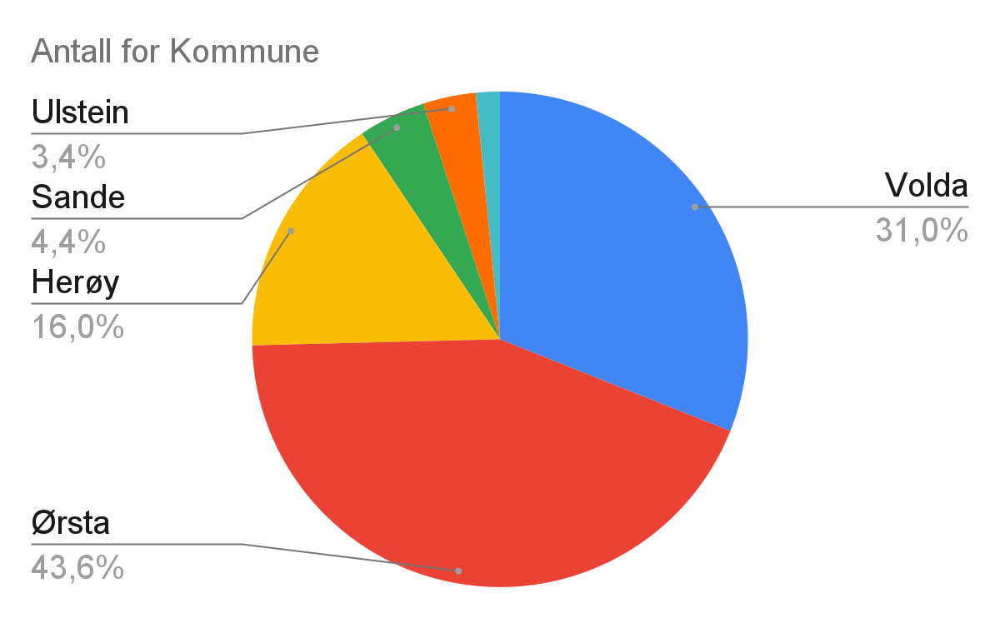 Antall for Kommune
Ulstein
3,4%
Sande
4,4%
Herøy
16,0%
Ørsta
43,6%
Volda
31,0%